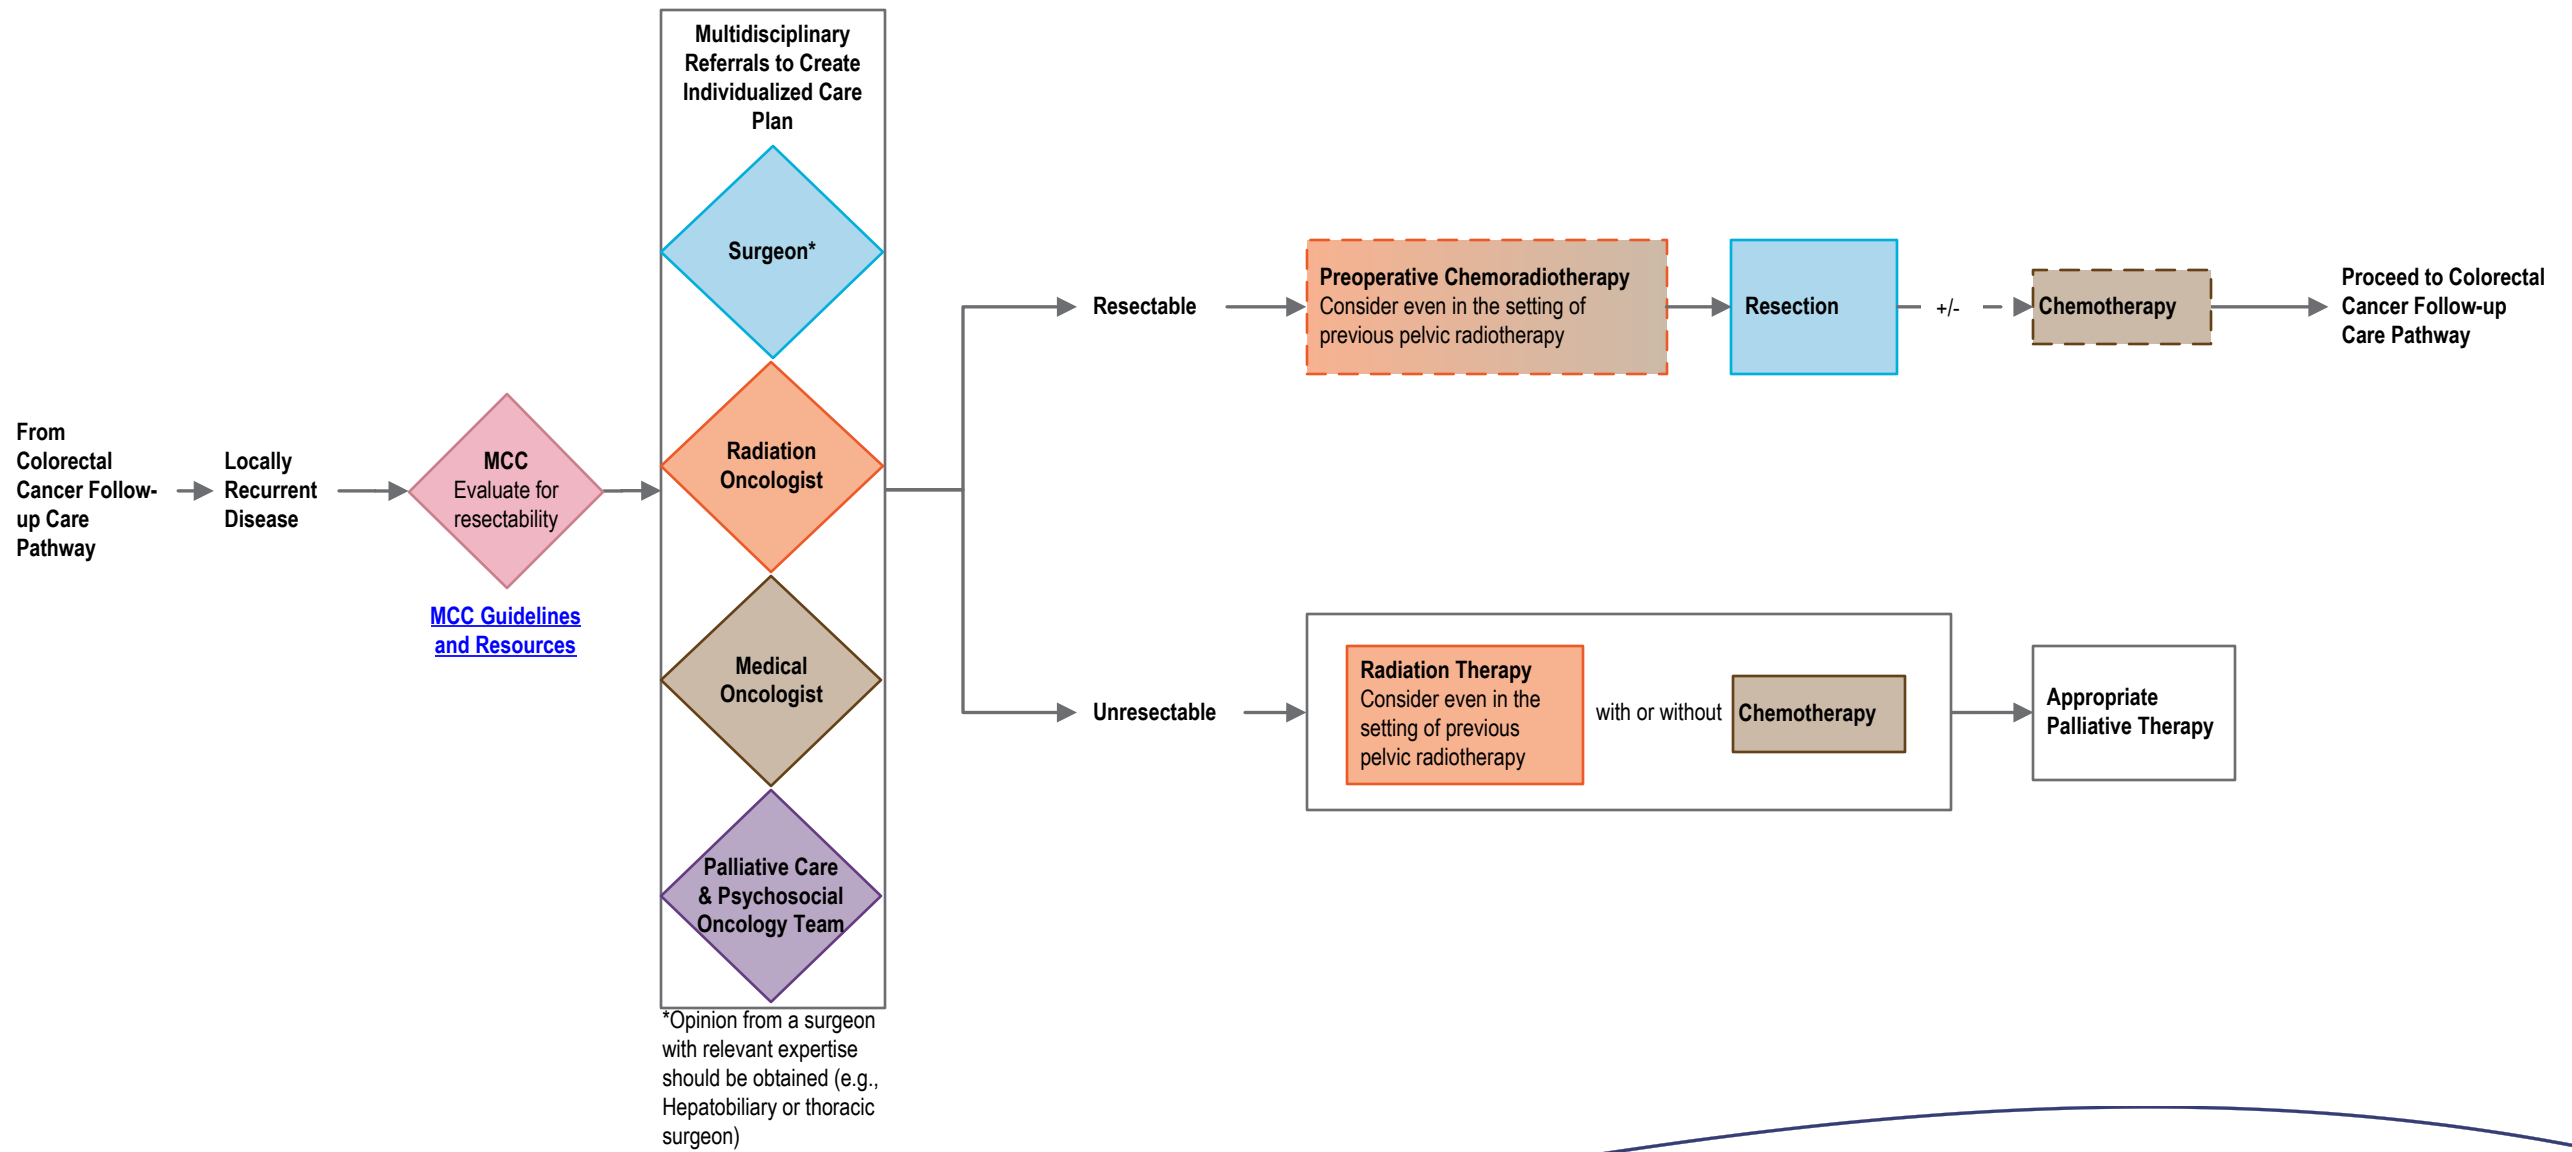 Multidisciplinary
Referrals to Create
Individualized Care
Plan
Surgeon*
Radiation
Oncologist
Medical
Oncologist
Palliative Care
& Psychosocial
Oncology Team
*Opinion from a surgeon
with relevant expertise
should be obtained (e.g.,
Hepatobiliary or thoracic
surgeon)
From
Colorectal
Cancer Follow-
up Care
Pathway
Locally
Recurrent
Disease
MCC
Evaluate for
resectability
MCC Guidelines
and Resources
Resectable
Preoperative Chemoradiotherapy
Consider even in the setting of
previous pelvic radiotherapy
Resection
+/-
Chemotherapy
Proceed to Colorectal
Cancer Follow-up
Care Pathway
Unresectable
Radiation Therapy
Consider even in the
setting of previous
pelvic radiotherapy
with or without
Chemotherapy
Appropriate
Palliative Therapy